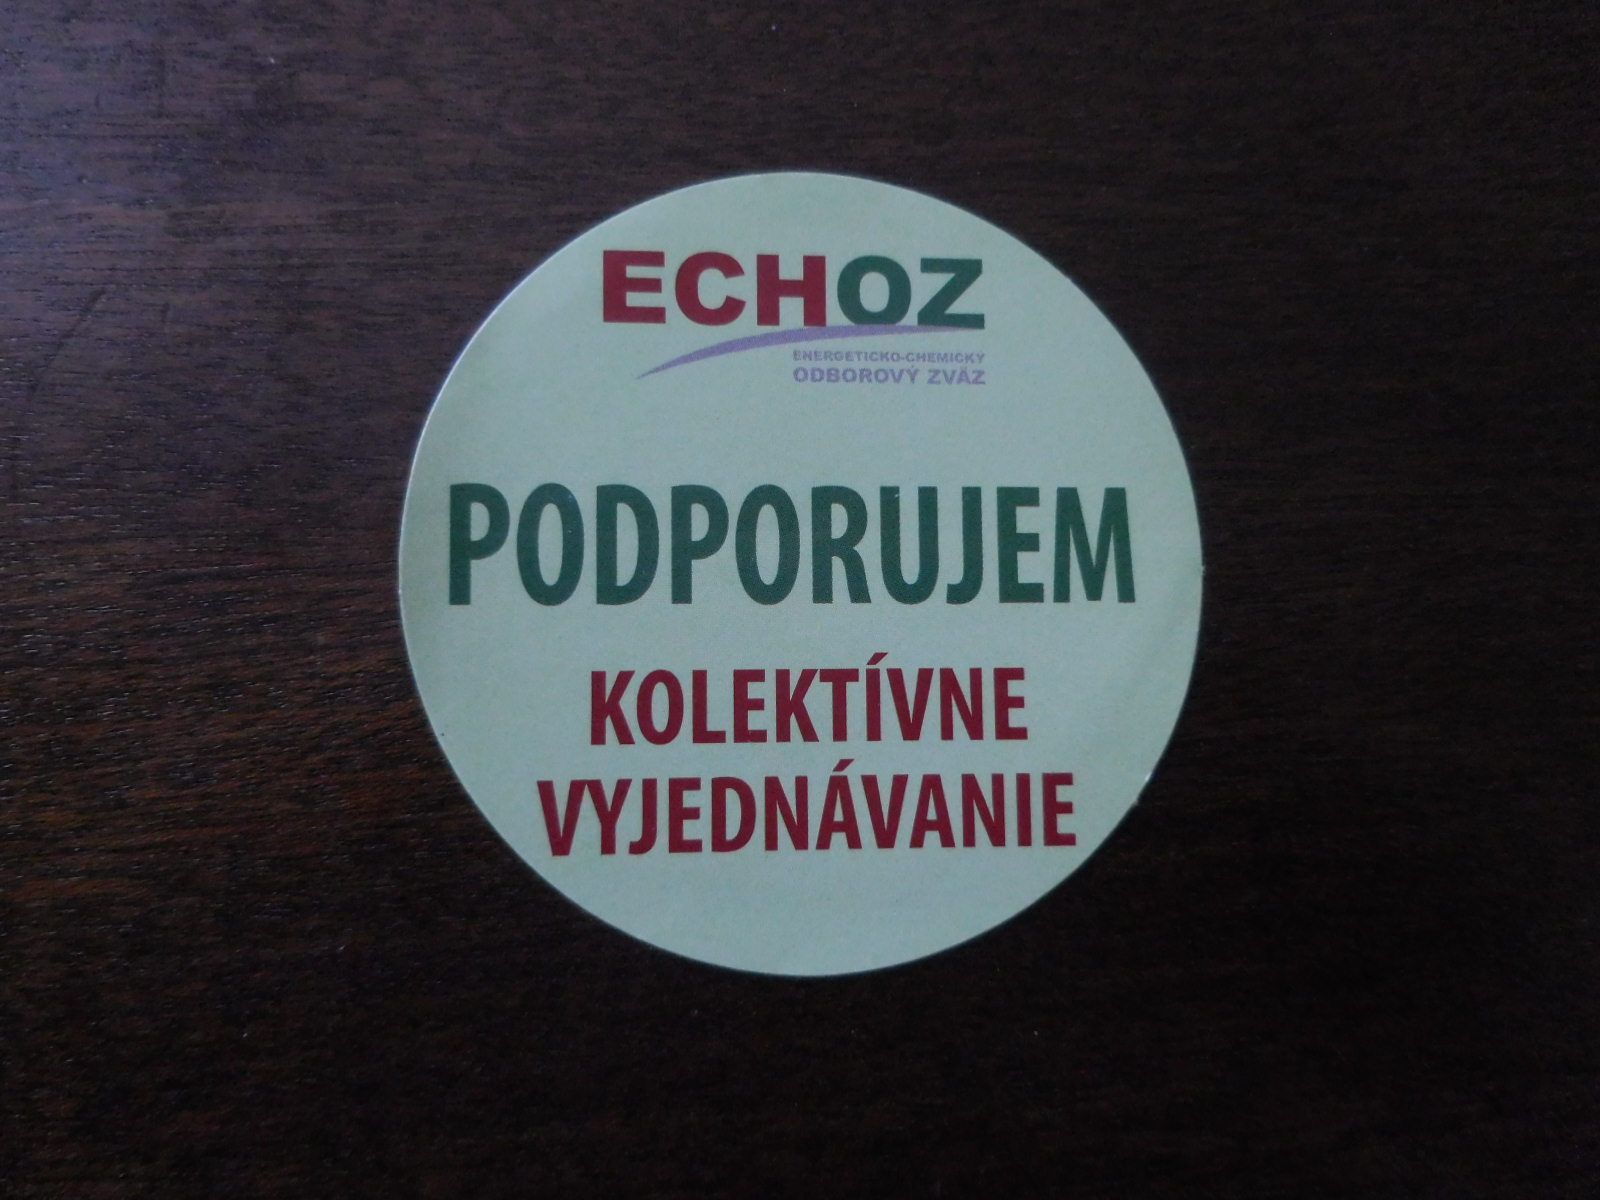 ECHOZ
ENERGETICKO-CHEMICKÝ
ODBOROVÝ ZVÄZ
PODPORUJEM
KOLEKTÍVNE
VYJEDNÁVANIE